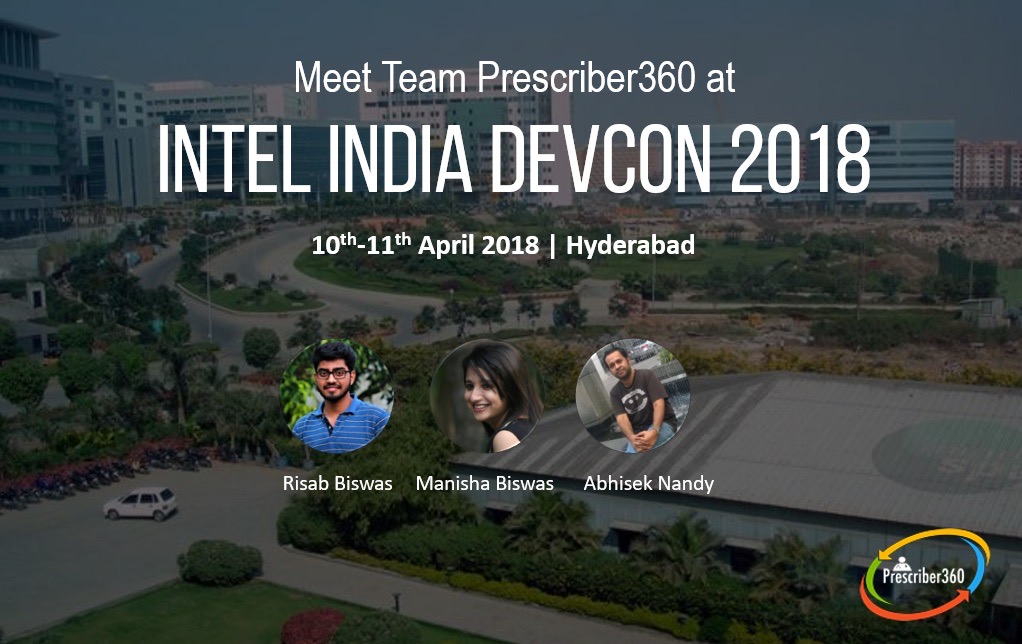 Meet Team Prescriber360 at
INTEL INDIA DEVCON 2018
10th-11th April 2018 | Hyderabad
Risab Biswas Manisha Biswas Abhisek Nandy
Prescriber360